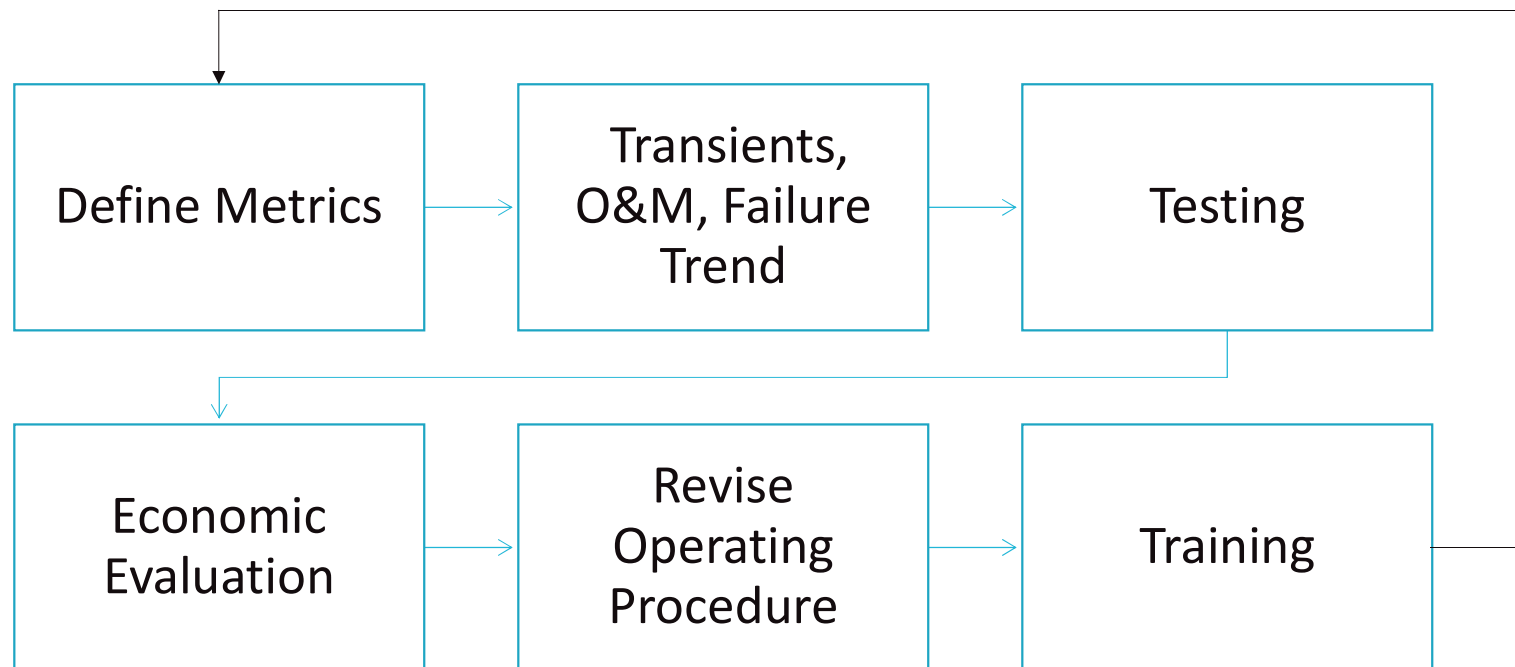 Define Metrics
Transients,
O&M, Failure
Trend
Testing
Economic
Evaluation
Revise
Operating
Procedure
Training